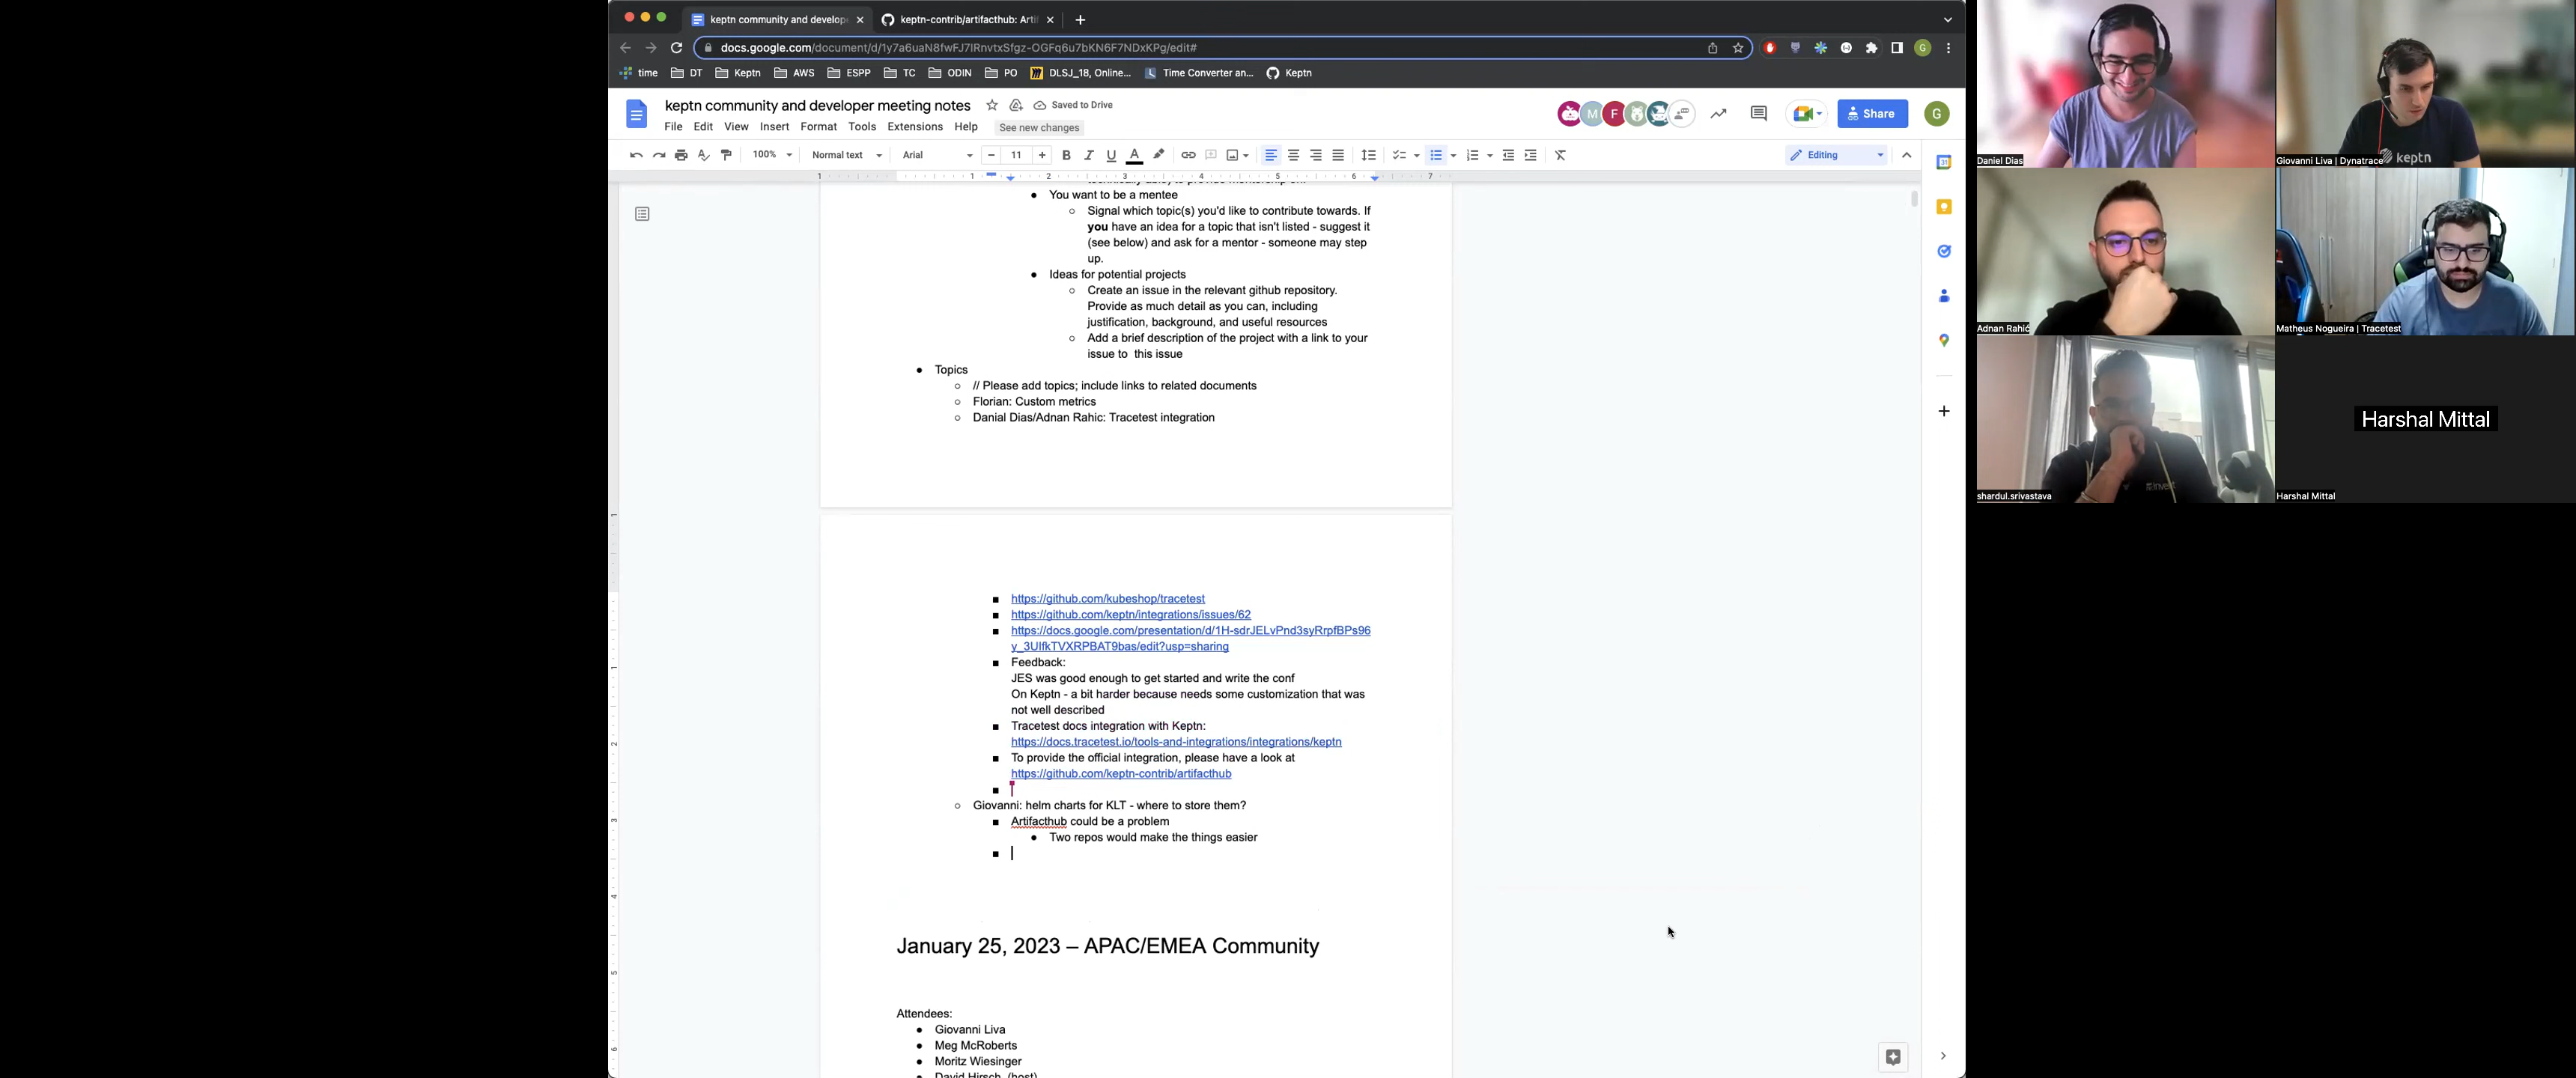 keptn community and develope
keptn-contrib/artifacthub: Arti
docs.google.com/document/d/1y7a6uaN8fwFJ7lRnvtxSfgz-OGFq6u7bKN6F7NDxKPg/edit#
time
DT
Keptn
AWS
ESPP
TC
ODIN
PO
DLSJ_18, Online...
Time Converter an...
Keptn
keptn community and developer meeting notes
Saved to Drive
File Edit View Insert Format Tools Extensions Help
See new changes
M
F
Share
G
100%
Normal text
Arial
11
Editing
You want to be a mentee
Signal which topic(s) you'd like to contribute towards. If
you have an idea for a topic that isn't listed - suggest it
(see below) and ask for a mentor - someone may step
up.
Ideas for potential projects
Create an issue in the relevant github repository.
Provide as much detail as you can, including
justification, background, and useful resources
Add a brief description of the project with a link to your
issue to  this issue
Topics
// Please add topics; include links to related documents
Florian: Custom metrics
Danial Dias/Adnan Rahic: Tracetest integration
https://github.com/kubeshop/tracetest
https://github.com/keptn/integrations/issues/62
https://docs.google.com/presentation/d/1H-sdrJELvPnd3syRrpfBPs96
y_3UlfkTVXRPBAT9bas/edit?usp=sharing
Feedback:
JES was good enough to get started and write the conf
On Keptn - a bit harder because needs some customization that was
not well described
Tracetest docs integration with Keptn:
https://docs.tracetest.io/tools-and-integrations/integrations/keptn
To provide the official integration, please have a look at
https://github.com/keptn-contrib/artifacthub
Giovanni: helm charts for KLT - where to store them?
Artifacthub could be a problem
Two repos would make the things easier
January 25, 2023 – APAC/EMEA Community
Attendees:
Giovanni Liva
Meg McRoberts
Moritz Wiesinger
David Hirsch (host)
Daniel Dias
Giovanni Liva | Dynatrace
keptn
Adnan Rahić
Matheus Nogueira | Tracetest
shardul.srivastava
Harshal Mittal
Harshal Mittal